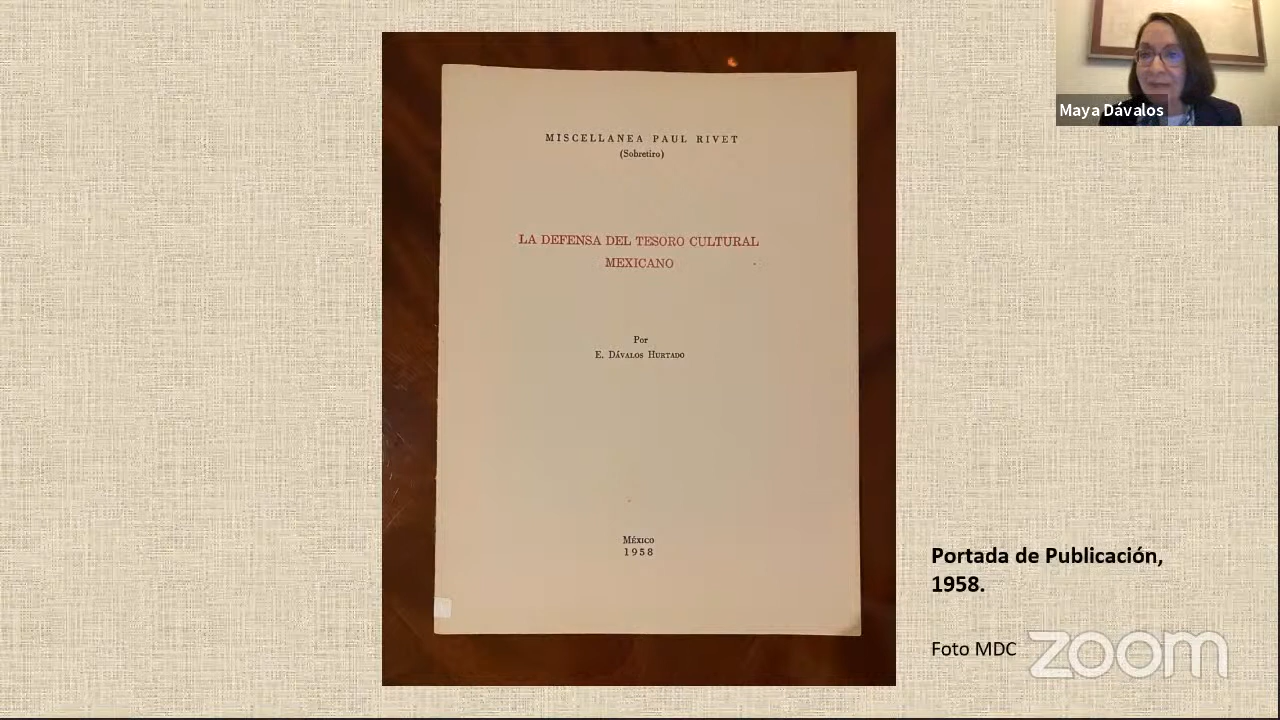 MISCELLANEA PAUL RIVET
(Sobretiro)
LA DEFENSA DEL TESORO CULTURAL
MEXICANO
Por
E. DÁVALOS HURTADO
MÉXICO
1958
Maya Dávalos
Portada de Publicación,
1958.
Foto MDC
zoom